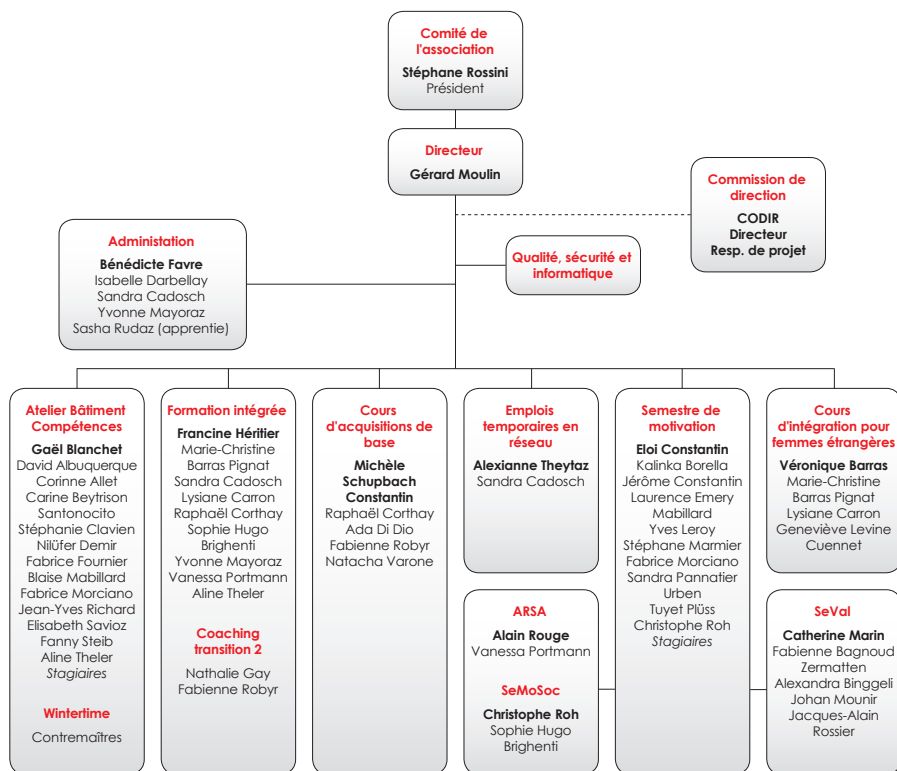 Comité de
l'association
Stéphane Rossini
Président
Directeur
Gérard Moulin
Commission de
direction
CODIR
Directeur
Resp. de projet
Administation
Bénédicte Favre
Isabelle Darbellay
Sandra Cadosch
Yvonne Mayoraz
Sasha Rudaz (apprentie)
Qualité, sécurité et
informatique
Atelier Bâtiment
Compétences
Gaël Blanchet
David Albuquerque
Corinne Allet
Carine Beytrison
Santonocito
Stéphanie Clavien
Nilüfer Demir
Fabrice Fournier
Blaise Mabillard
Fabrice Morciano
Jean-Yves Richard
Elisabeth Savioz
Fanny Steib
Aline Theler
Stagiaires
Wintertime
Contremaîtres
Formation intégrée
Francine Héritier
Marie-Christine
Barras Pignat
Sandra Cadosch
Lysiane Carron
Raphaël Corthay
Sophie Hugo
Brighenti
Yvonne Mayoraz
Vanessa Portmann
Aline Theler
Coaching
transition 2
Nathalie Gay
Fabienne Robyr
Cours
d'acquisitions de
base
Michèle
Schupbach
Constantin
Raphaël Corthay
Ada Di Dio
Fabienne Robyr
Natacha Varone
Emplois
temporaires en
réseau
Alexianne Theytaz
Sandra Cadosch
ARSA
Alain Rouge
Vanessa Portmann
SeMoSoc
Christophe Roh
Sophie Hugo
Brighenti
Semestre de
motivation
Eloi Constantin
Kalinka Borella
Jérôme Constantin
Laurence Emery
Mabillard
Yves Leroy
Stéphane Marmier
Fabrice Morciano
Sandra Pannatier
Urben
Tuyet Plüss
Christophe Roh
Stagiaires
Cours
d'intégration pour
femmes étrangères
Véronique Barras
Marie-Christine
Barras Pignat
Lysiane Carron
Geneviève Levine
Cuennet
SeVal
Catherine Marin
Fabienne Bagnoud
Zermatten
Alexandra Binggeli
Johan Mounir
Jacques-Alain
Rossier